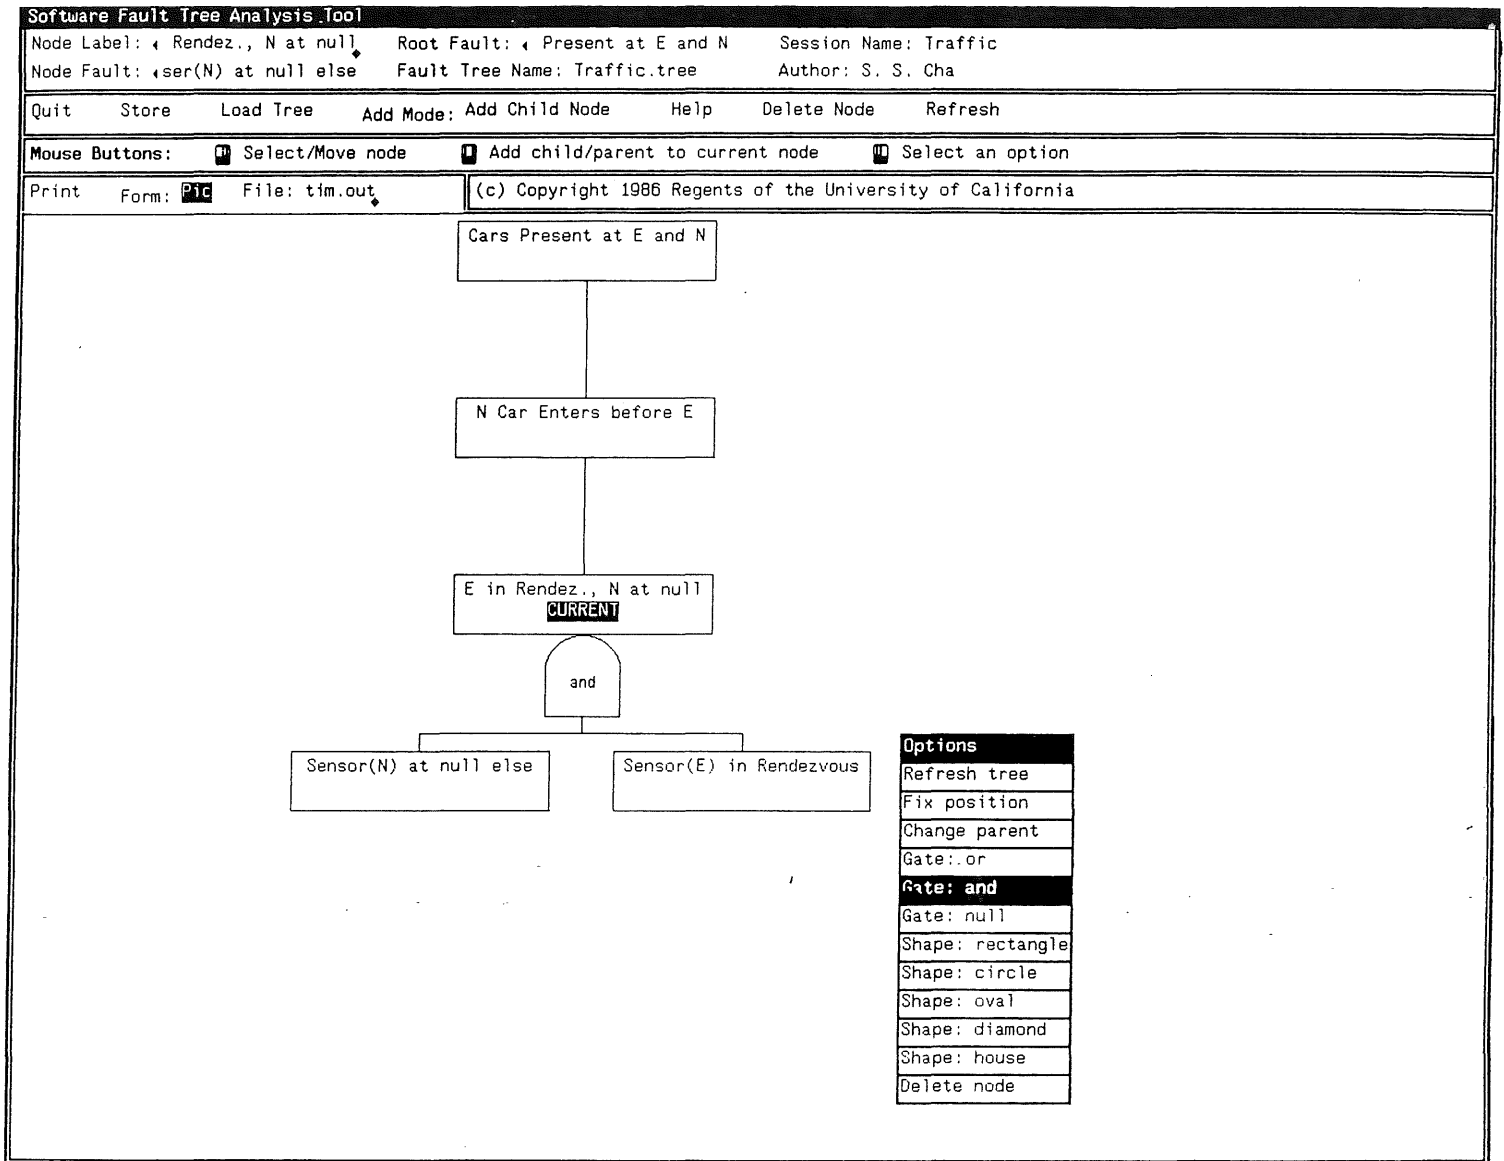 Software Fault Tree Analysis Tool
Node Label: Rendez., N at null Root Fault: Present at E and N Session Name: Traffic
Node Fault: ser(N) at null else Fault Tree Name: Traffic.tree Author: S. S. Cha
Quit Store Load Tree Add Mode: Add Child Node Help Delete Node Refresh
Mouse Buttons: Select/Move node Add child/parent to current node Select an option
Print Form: Pic File: tim.out (c) Copyright 1986 Regents of the University of California
Cars Present at E and N
N Car Enters before E
E in Rendez., N at null
CURRENT
and
Sensor(N) at null else
Sensor(E) in Rendezvous
Options
Refresh tree
Fix position
Change parent
Gate: or
Gate: and
Gate: null
Shape: rectangle
Shape: circle
Shape: oval
Shape: diamond
Shape: house
Delete node